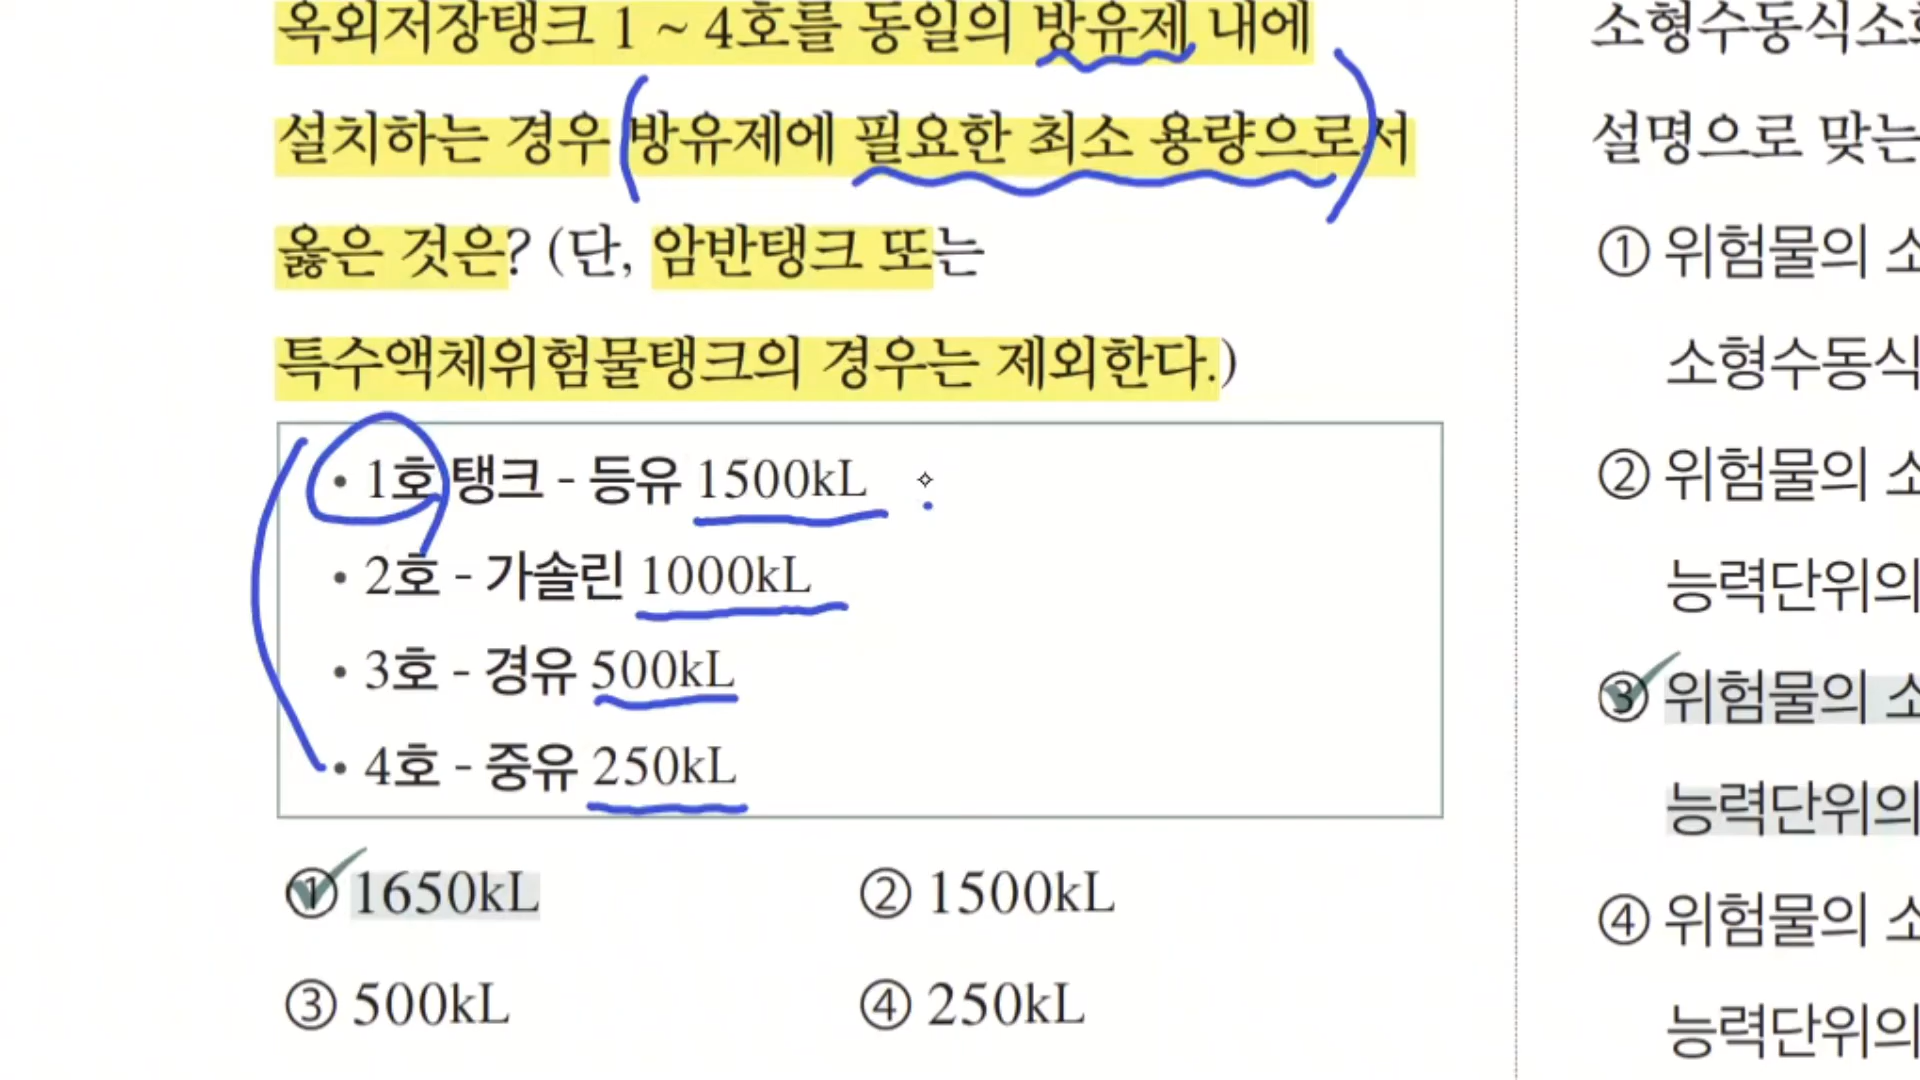 옥외저장탱크 1 ~ 4호를 동일의 방유제 내에
설치하는 경우 방유제에 필요한 최소 용량으로서
옳은 것은? (단, 암반탱크 또는
특수액체위험물탱크의 경우는 제외한다.)
• 1호 탱크 - 등유 1500kL
• 2호 - 가솔린 1000kL
• 3호 - 경유 500kL
• 4호 - 중유 250kL
① 1650kL ② 1500kL
③ 500kL ④ 250kL
소형수동식소화
설명으로 맞는
① 위험물의 소
소형수동식
② 위험물의 소
능력단위의
③ 위험물의 소
능력단위의
④ 위험물의 소
능력단위의